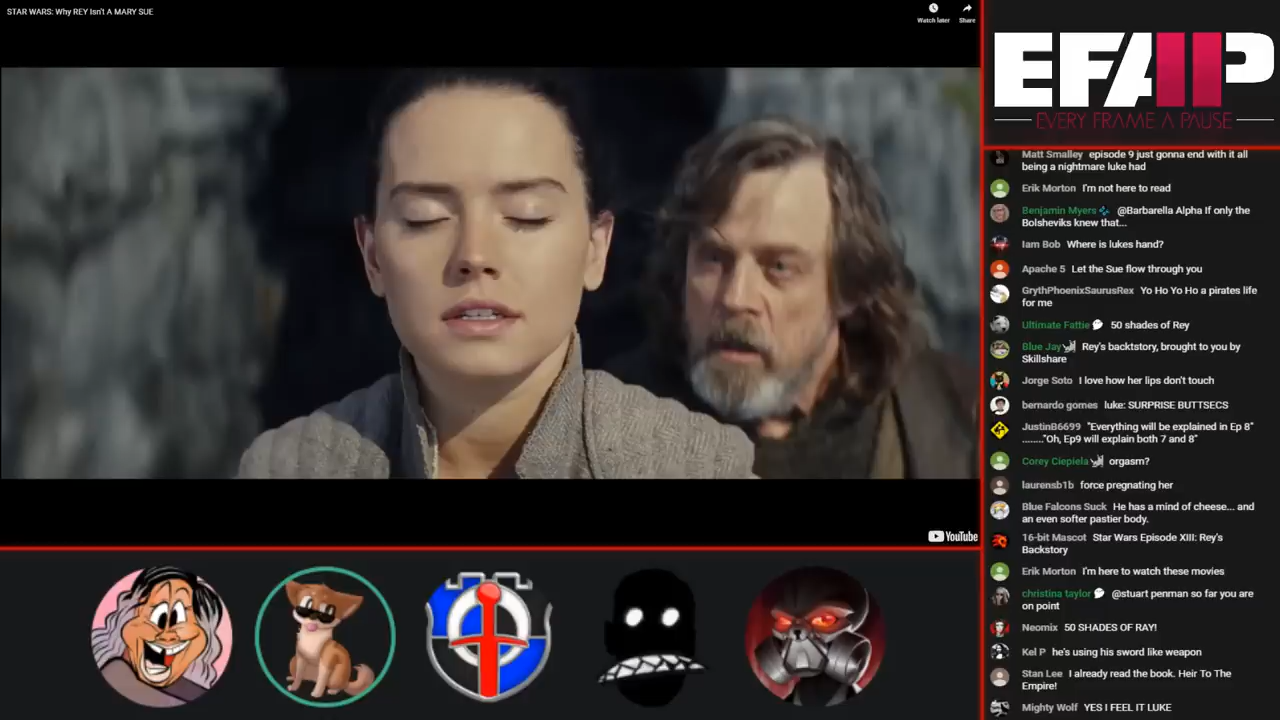 STAR WARS: Why REY Isn't A MARY SUE
Watch later
Share
EFAP
EVERY FRAME A PAUSE
Matt Smalley episode 9 just gonna end with it all
being a nightmare luke had
Erik Morton I'm not here to read
Benjamin Myers @Barbarella Alpha If only the
Bolsheviks knew that...
Iam Bob Where is lukes hand?
Apache 5 Let the Sue flow through you
GrythPhoenixSaurusRex Yo Ho Yo Ho a pirates life
for me
Ultimate Fattie 50 shades of Rey
Blue Jay Rey's backtstory, brought to you by
Skillshare
Jorge Soto I love how her lips don't touch
bernardo gomes luke: SURPRISE BUTTSECS
JustinB6699 "Everything will be explained in Ep 8"
........"Oh, Ep9 will explain both 7 and 8"
Corey Ciepiela orgasm?
laurensb1b force pregnating her
Blue Falcons Suck He has a mind of cheese... and
an even softer pastier body.
16-bit Mascot Star Wars Episode XIII: Rey's
Backstory
Erik Morton I'm here to watch these movies
christina taylor @stuart penman so far you are
on point
Neomix 50 SHADES OF RAY!
Kel P he's using his sword like weapon
Stan Lee I already read the book. Heir To The
Empire!
Mighty Wolf YES I FEEL IT LUKE
YouTube